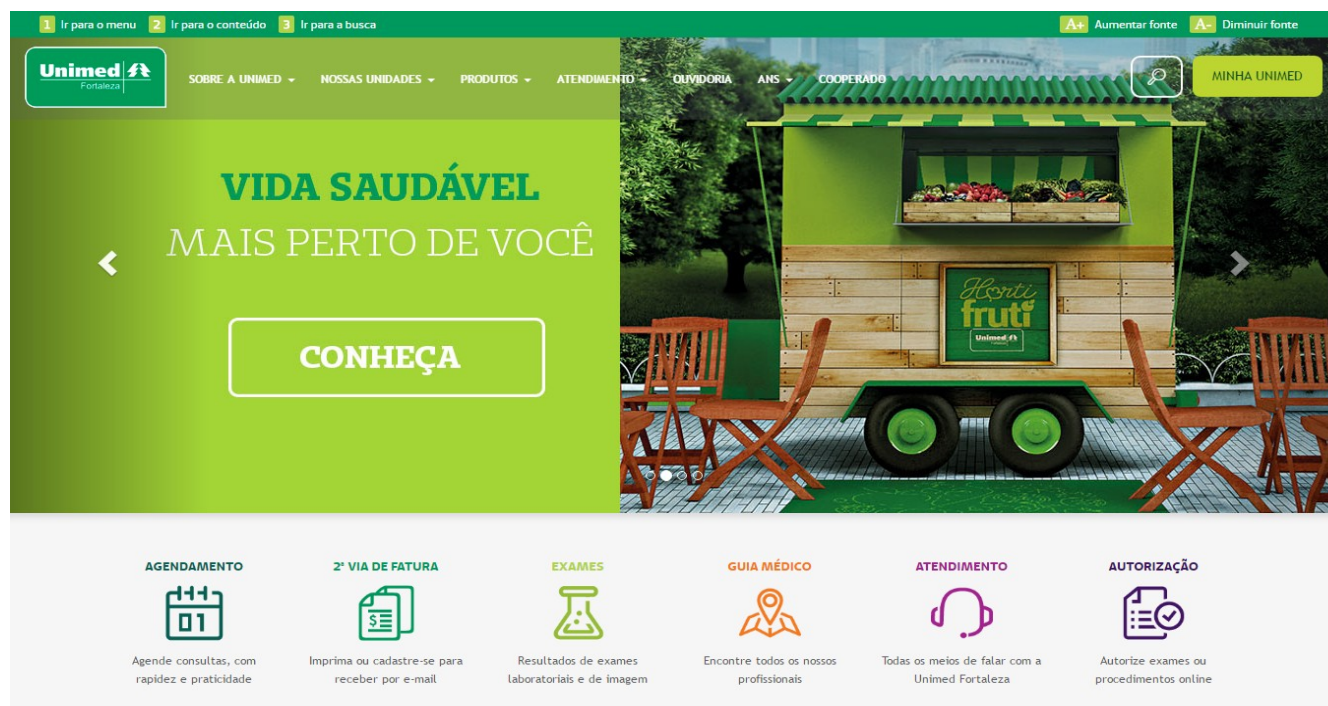 1 Ir para o menu 2 Ir para o conteúdo 3 Ir para a busca A+ Aumentar fonte A- Diminuir fonte
Unimed
Fortaleza
SOBRE A UNIMED NOSSAS UNIDADES PRODUTOS ATENDIMENTO OUVIDORIA ANS COOPERADO MINHA UNIMED
VIDA SAUDÁVEL
MAIS PERTO DE VOCÊ
CONHEÇA
Horti
fruti
Unimed
AGENDAMENTO
01
Agende consultas, com
rapidez e praticidade
2ª VIA DE FATURA
$
Imprima ou cadastre-se para
receber por e-mail
EXAMES
Resultados de exames
laboratoriais e de imagem
GUIA MÉDICO
Encontre todos os nossos
profissionais
ATENDIMENTO
Todas os meios de falar com a
Unimed Fortaleza
AUTORIZAÇÃO
Autorize exames ou
procedimentos online